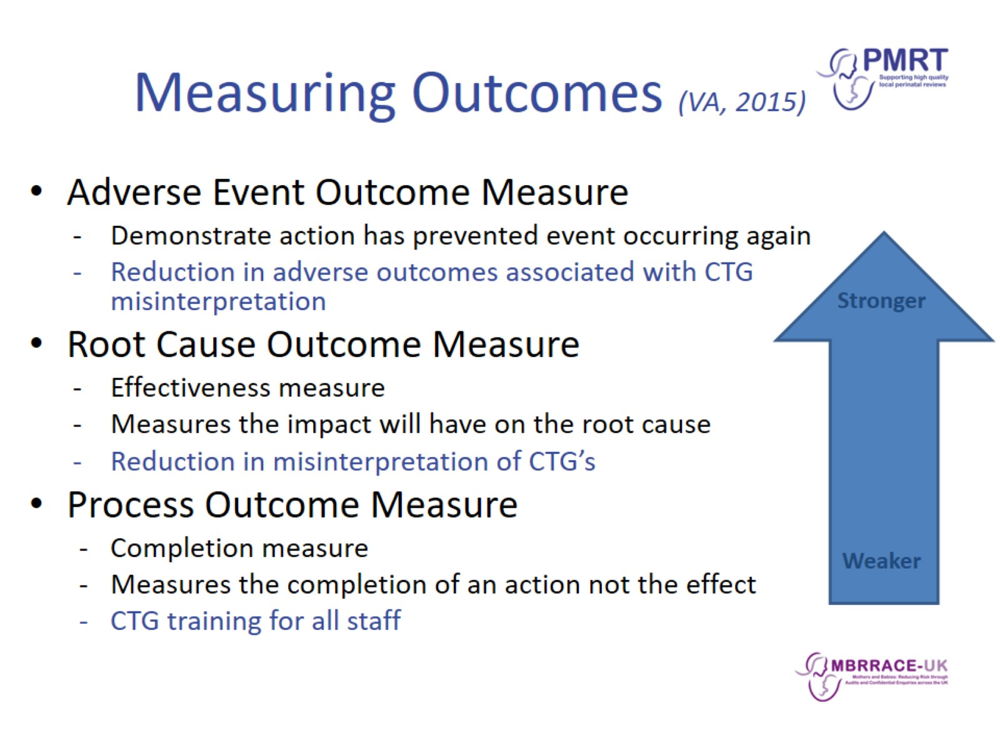 PMRT
Supporting high quality
local perinatal reviews
Measuring Outcomes (VA, 2015)
• Adverse Event Outcome Measure
- Demonstrate action has prevented event occurring again
- Reduction in adverse outcomes associated with CTG
misinterpretation
• Root Cause Outcome Measure
- Effectiveness measure
- Measures the impact will have on the root cause
- Reduction in misinterpretation of CTG’s
• Process Outcome Measure
- Completion measure
- Measures the completion of an action not the effect
- CTG training for all staff
Stronger
Weaker
MBRRACE-UK
Mothers and Babies: Reducing Risk through
Audits and Confidential Enquiries across the UK